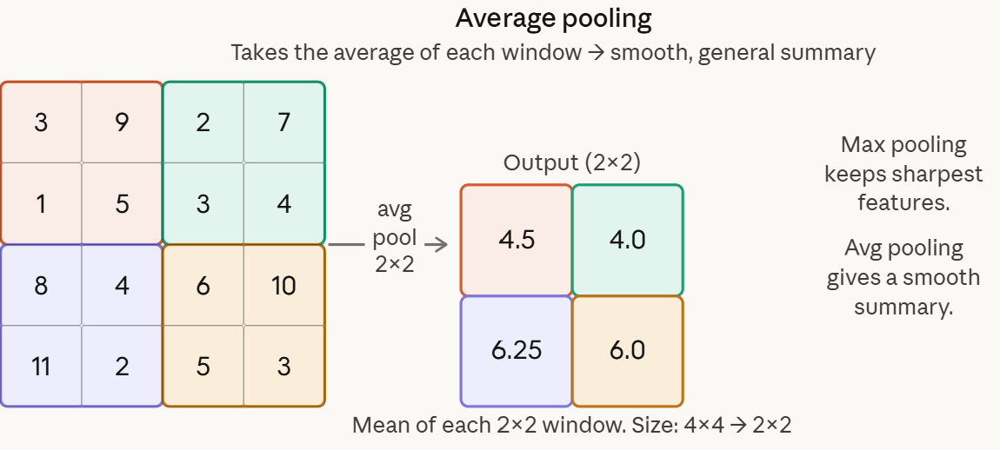 Average pooling
Takes the average of each window → smooth, general summary
3 9 2 7
1 5 3 4
8 4 6 10
11 2 5 3
avg
pool
2×2
Output (2×2)
4.5 4.0
6.25 6.0
Mean of each 2×2 window. Size: 4×4 → 2×2
Max pooling
keeps sharpest
features.
Avg pooling
gives a smooth
summary.